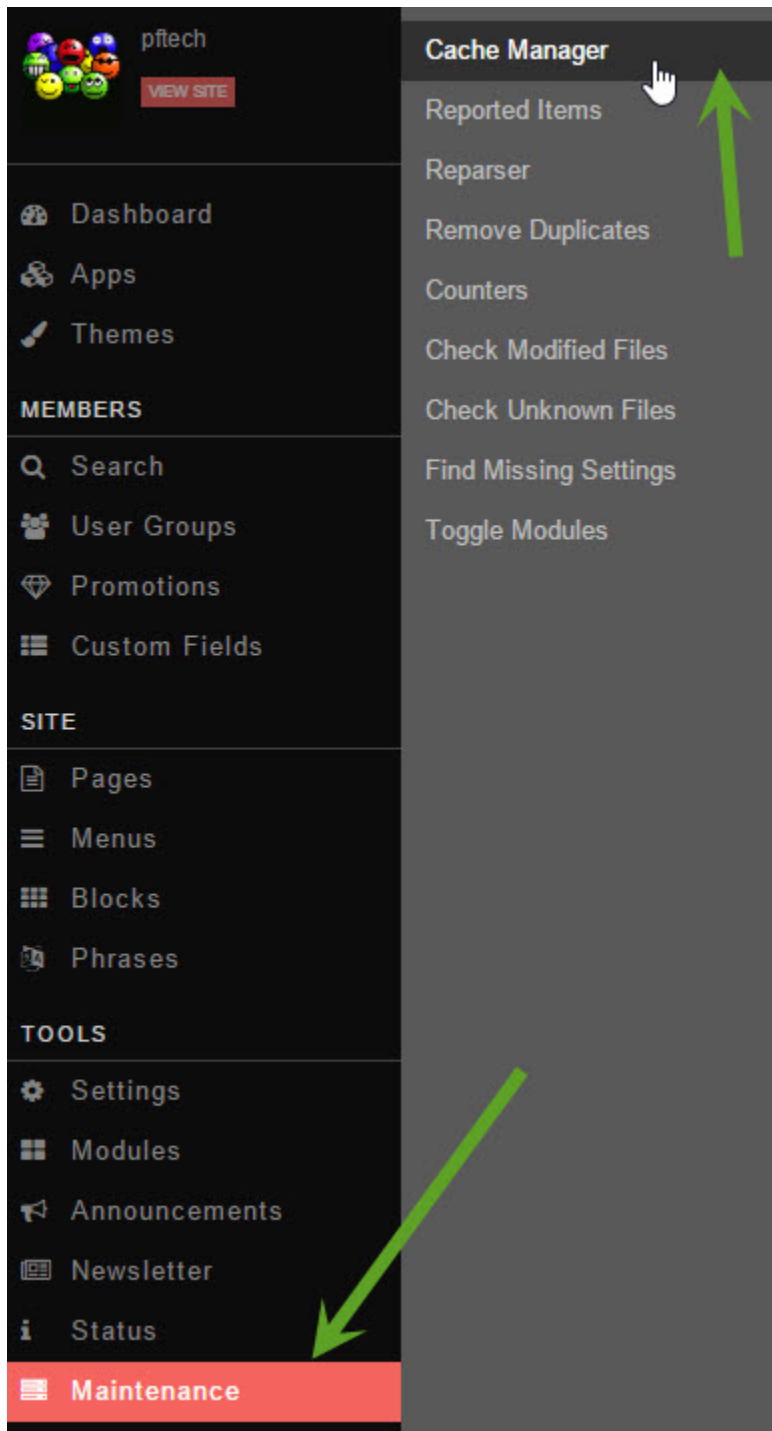 pftech
VIEW SITE
Dashboard
Apps
Themes
MEMBERS
Search
User Groups
Promotions
Custom Fields
SITE
Pages
Menus
Blocks
Phrases
TOOLS
Settings
Modules
Announcements
Newsletter
Status
Maintenance
Cache Manager
Reported Items
Reparser
Remove Duplicates
Counters
Check Modified Files
Check Unknown Files
Find Missing Settings
Toggle Modules